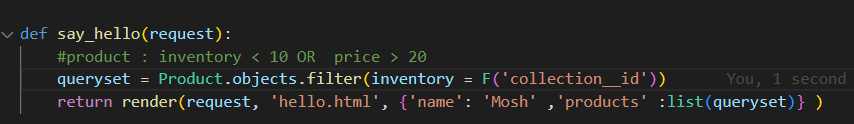 def say_hello(request):
#product : inventory < 10 OR  price > 20
queryset = Product.objects.filter(inventory = F('collection__id'))     You, 1 second
return render(request, 'hello.html', {'name': 'Mosh' ,'products' :list(queryset)} )